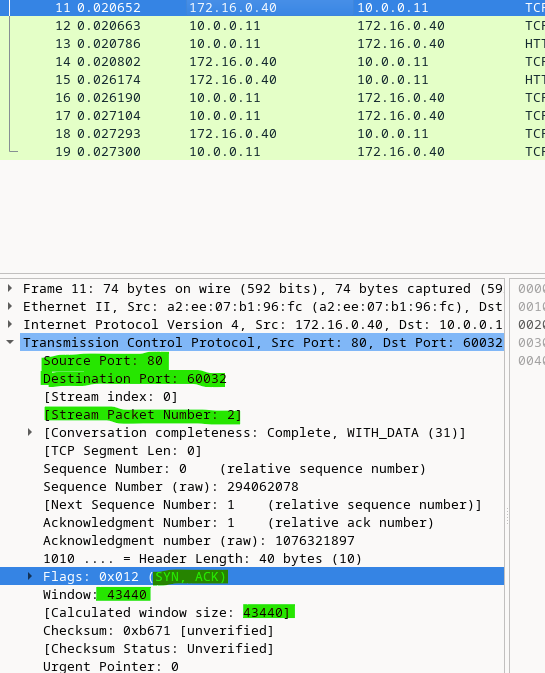 11 0.020652 172.16.0.40 10.0.0.11 TCP
12 0.020663 10.0.0.11 172.16.0.40 TCP
13 0.020786 10.0.0.11 172.16.0.40 HTT
14 0.020802 172.16.0.40 10.0.0.11 TCP
15 0.026174 172.16.0.40 10.0.0.11 HTT
16 0.026190 10.0.0.11 172.16.0.40 TCP
17 0.027104 10.0.0.11 172.16.0.40 TCP
18 0.027293 172.16.0.40 10.0.0.11 TCP
19 0.027300 10.0.0.11 172.16.0.40 TCP
Frame 11: 74 bytes on wire (592 bits), 74 bytes captured (59 0000
Ethernet II, Src: a2:ee:07:b1:96:fc (a2:ee:07:b1:96:fc), Dst 0010
Internet Protocol Version 4, Src: 172.16.0.40, Dst: 10.0.0.1 0020
Transmission Control Protocol, Src Port: 80, Dst Port: 60032 0030
Source Port: 80 0040
Destination Port: 60032
[Stream index: 0]
[Stream Packet Number: 2]
[Conversation completeness: Complete, WITH_DATA (31)]
[TCP Segment Len: 0]
Sequence Number: 0 (relative sequence number)
Sequence Number (raw): 294062078
[Next Sequence Number: 1 (relative sequence number)]
Acknowledgment Number: 1 (relative ack number)
Acknowledgment number (raw): 1076321897
1010 .... = Header Length: 40 bytes (10)
Flags: 0x012 (SYN, ACK)
Window: 43440
[Calculated window size: 43440]
Checksum: 0xb671 [unverified]
[Checksum Status: Unverified]
Urgent Pointer: 0